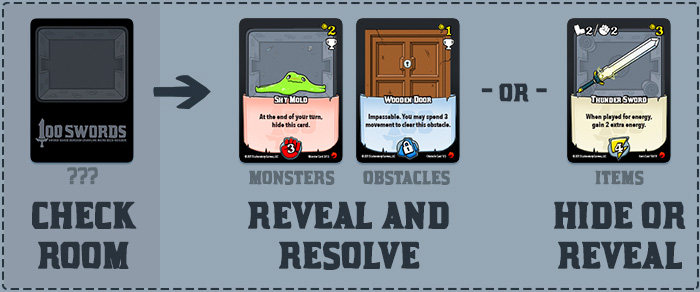 100 SWORDS
???
CHECK
ROOM
2
SHY MOLD
At the end of your turn,
hide this card.
3
MONSTERS
1
WOODEN DOOR
Impassable. You may spend 3
movement to clear this obstacle.
OBSTACLES
REVEAL AND
RESOLVE
- OR -
2/2
3
THUNDER SWORD
When played for energy,
gain 2 extra energy.
4
ITEMS
HIDE OR
REVEAL